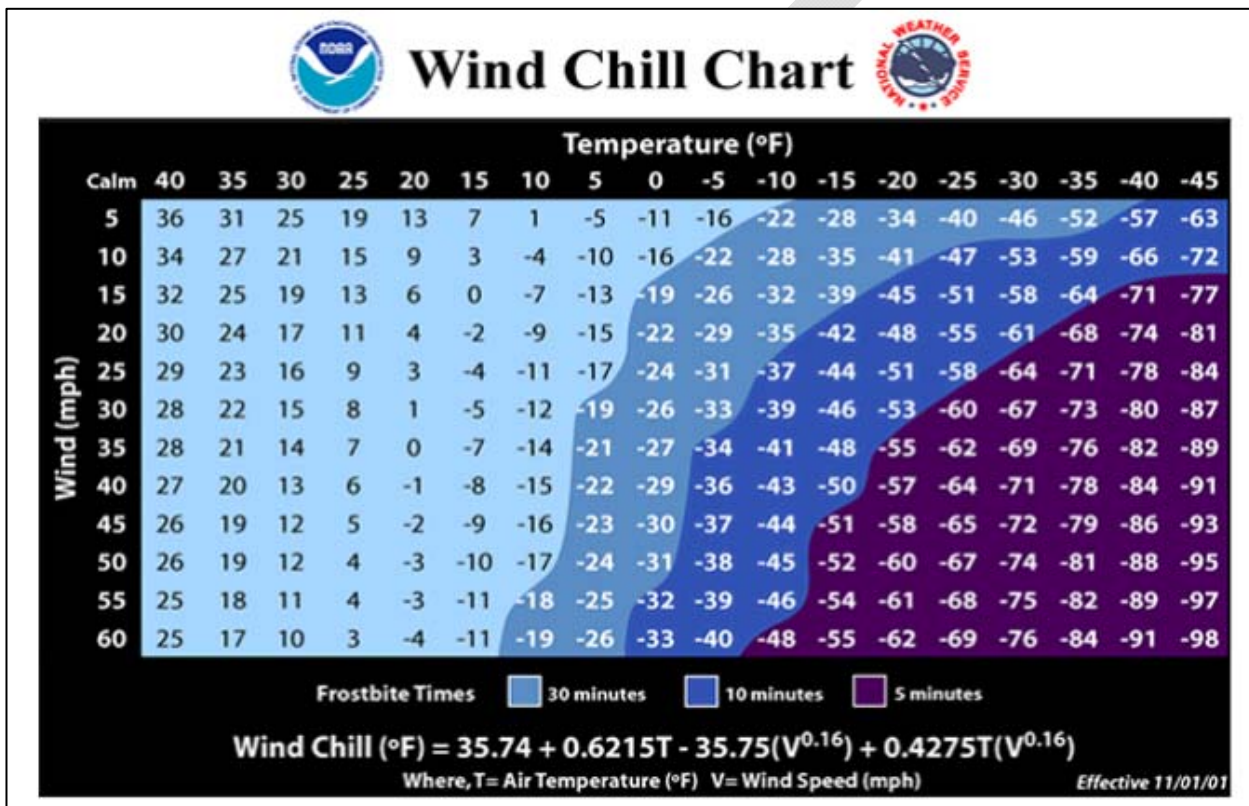 NOAA
Wind Chill Chart
NATIONAL WEATHER SERVICE
Temperature (°F)
Calm 40 35 30 25 20 15 10 5 0 -5 -10 -15 -20 -25 -30 -35 -40 -45
Wind (mph)
5 36 31 25 19 13 7 1 -5 -11 -16 -22 -28 -34 -40 -46 -52 -57 -63
10 34 27 21 15 9 3 -4 -10 -16 -22 -28 -35 -41 -47 -53 -59 -66 -72
15 32 25 19 13 6 0 -7 -13 -19 -26 -32 -39 -45 -51 -58 -64 -71 -77
20 30 24 17 11 4 -2 -9 -15 -22 -29 -35 -42 -48 -55 -61 -68 -74 -81
25 29 23 16 9 3 -4 -11 -17 -24 -31 -37 -44 -51 -58 -64 -71 -78 -84
30 28 22 15 8 1 -5 -12 -19 -26 -33 -39 -46 -53 -60 -67 -73 -80 -87
35 28 21 14 7 0 -7 -14 -21 -27 -34 -41 -48 -55 -62 -69 -76 -82 -89
40 27 20 13 6 -1 -8 -15 -22 -29 -36 -43 -50 -57 -64 -71 -78 -84 -91
45 26 19 12 5 -2 -9 -16 -23 -30 -37 -44 -51 -58 -65 -72 -79 -86 -93
50 26 19 12 4 -3 -10 -17 -24 -31 -38 -45 -52 -60 -67 -74 -81 -88 -95
55 25 18 11 4 -3 -11 -18 -25 -32 -39 -46 -54 -61 -68 -75 -82 -89 -97
60 25 17 10 3 -4 -11 -19 -26 -33 -40 -48 -55 -62 -69 -76 -84 -91 -98
Frostbite Times 30 minutes 10 minutes 5 minutes
Wind Chill (°F) = 35.74 + 0.6215T - 35.75(V^0.16) + 0.4275T(V^0.16)
Where, T= Air Temperature (°F) V= Wind Speed (mph) Effective 11/01/01